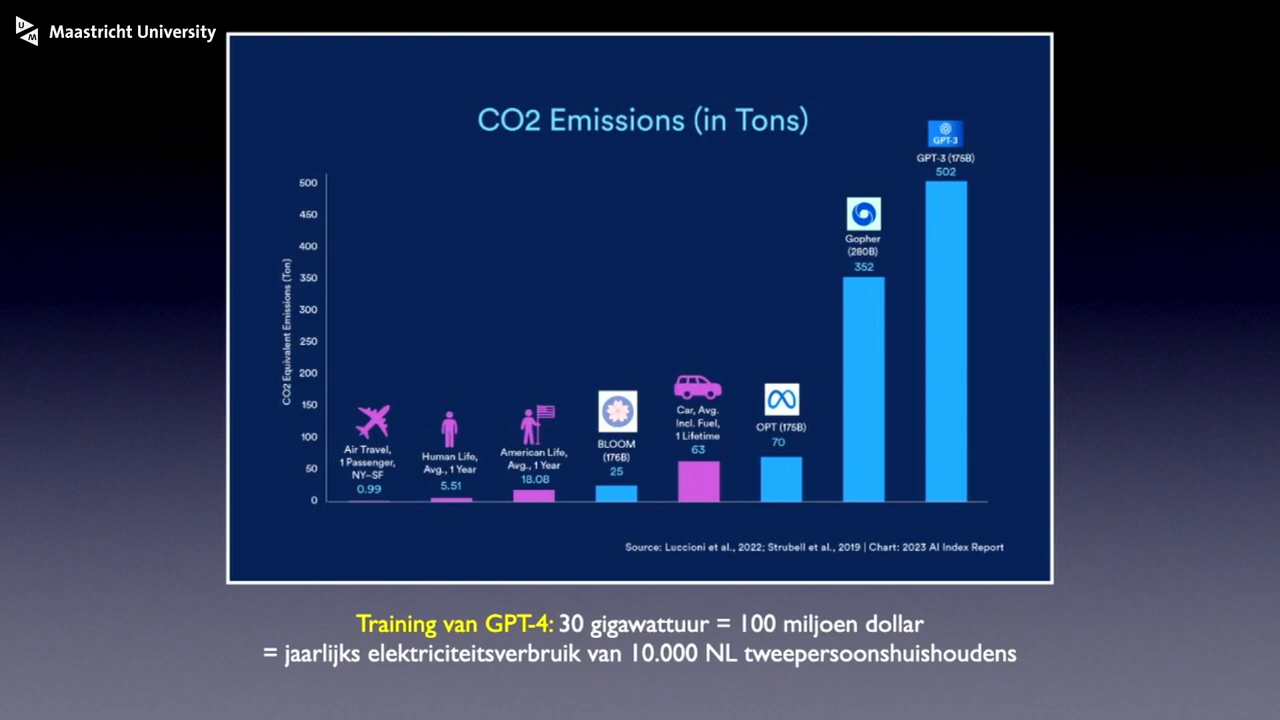 Maastricht University
CO2 Emissions (in Tons)
CO2 Equivalent Emissions (Ton)
500
450
400
350
300
250
200
150
100
50
0
Air Travel,
1 Passenger,
NY–SF
0.99
Human Life,
Avg., 1 Year
5.51
American Life,
Avg., 1 Year
18.08
BLOOM
(176B)
25
Car, Avg.
Incl. Fuel,
1 Lifetime
63
OPT (175B)
70
Gopher
(280B)
352
GPT-3
GPT-3 (175B)
502
Source: Luccioni et al., 2022; Strubell et al., 2019 | Chart: 2023 AI Index Report
Training van GPT-4: 30 gigawattuur = 100 miljoen dollar
= jaarlijks elektriciteitsverbruik van 10.000 NL tweepersoonshuishoudens